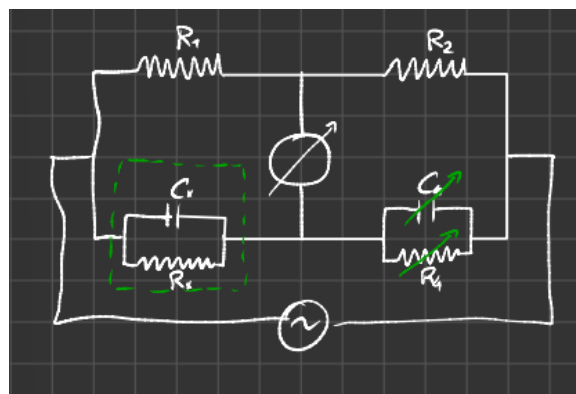 R₁
R₂
Cₓ
C₄
Rₓ
R₄
~